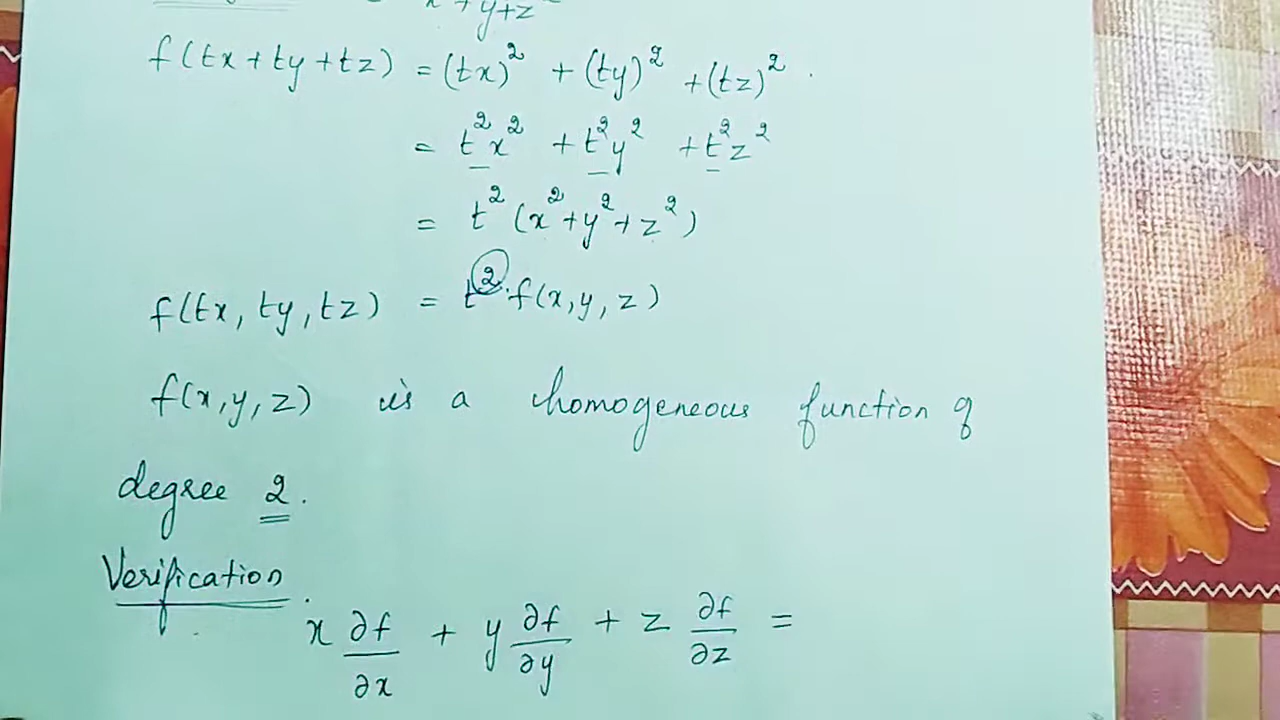 x + y + z
f(tx + ty + tz) = (tx)² + (ty)² + (tz)²
= t²x² + t²y² + t²z²
= t² (x² + y² + z²)
f(tx, ty, tz) = t² . f(x, y, z)
f(x, y, z) is a homogeneous function of
degree 2.
Verification
x ∂f/∂x + y ∂f/∂y + z ∂f/∂z =